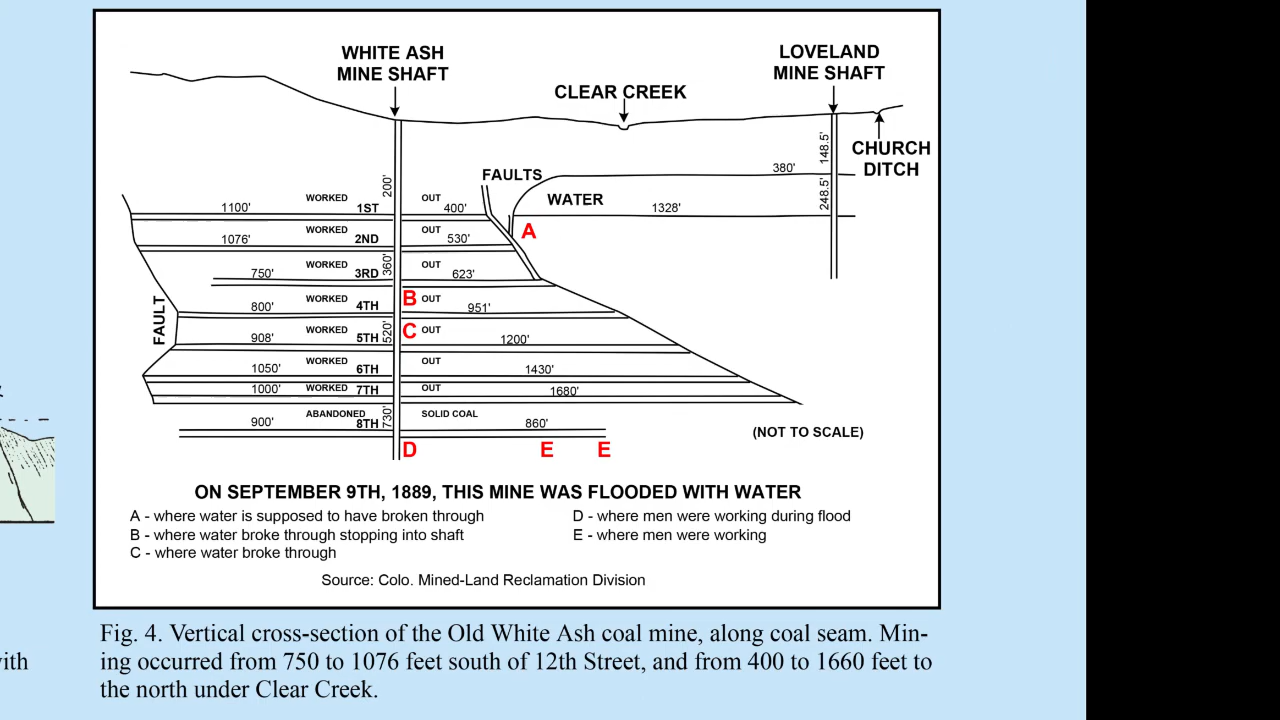 WHITE ASH
MINE SHAFT
LOVELAND
MINE SHAFT
CLEAR CREEK
CHURCH
DITCH
148.5'
380'
FAULTS
200'
WATER
248.5'
1328'
WORKED
OUT
1100'
1ST
400'
A
WORKED
OUT
1076'
2ND
530'
360'
WORKED
OUT
750'
3RD
623'
B
WORKED
OUT
800'
4TH
951'
FAULT
520'
C
WORKED
OUT
908'
5TH
1200'
WORKED
OUT
1050'
6TH
1430'
1000'
WORKED
7TH
OUT
1680'
730'
ABANDONED
SOLID COAL
900'
8TH
860'
(NOT TO SCALE)
D
E
E
ON SEPTEMBER 9TH, 1889, THIS MINE WAS FLOODED WITH WATER
A - where water is supposed to have broken through
B - where water broke through stopping into shaft
C - where water broke through
D - where men were working during flood
E - where men were working
Source: Colo. Mined-Land Reclamation Division
Fig. 4. Vertical cross-section of the Old White Ash coal mine, along coal seam. Min-
ing occurred from 750 to 1076 feet south of 12th Street, and from 400 to 1660 feet to
the north under Clear Creek.